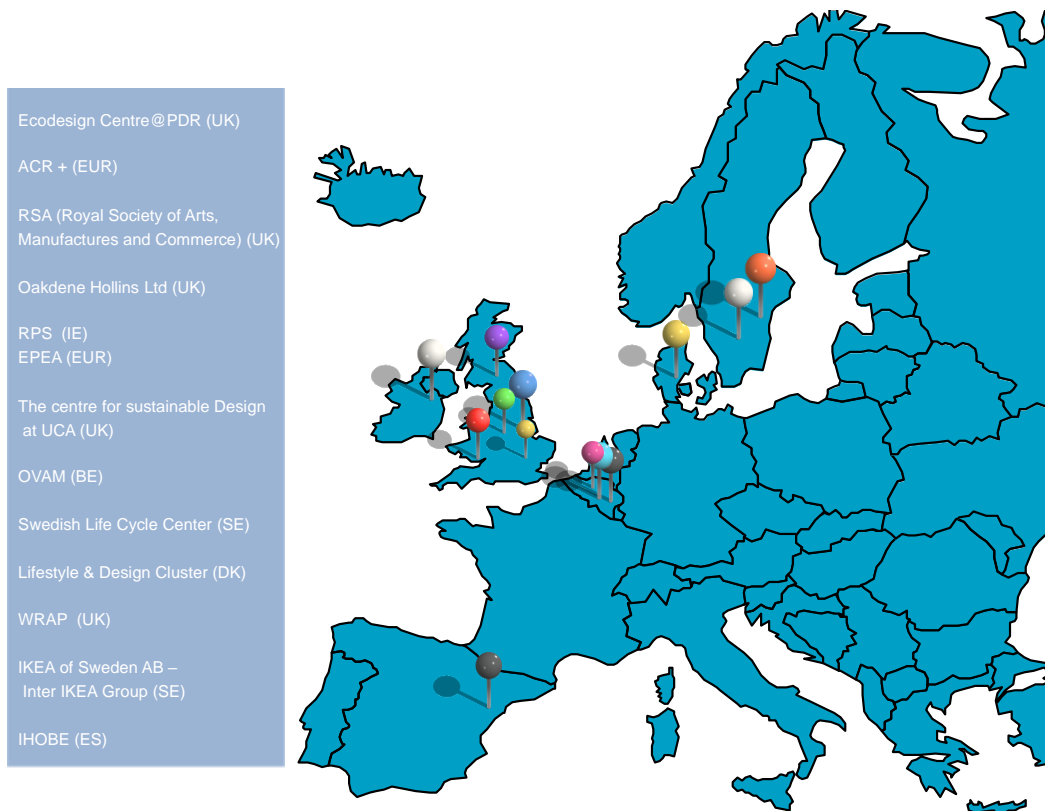 Ecodesign Centre@PDR (UK)
ACR + (EUR)
RSA (Royal Society of Arts,
Manufactures and Commerce) (UK)
Oakdene Hollins Ltd (UK)
RPS (IE)
EPEA (EUR)
The centre for sustainable Design
at UCA (UK)
OVAM (BE)
Swedish Life Cycle Center (SE)
Lifestyle & Design Cluster (DK)
WRAP (UK)
IKEA of Sweden AB –
Inter IKEA Group (SE)
IHOBE (ES)